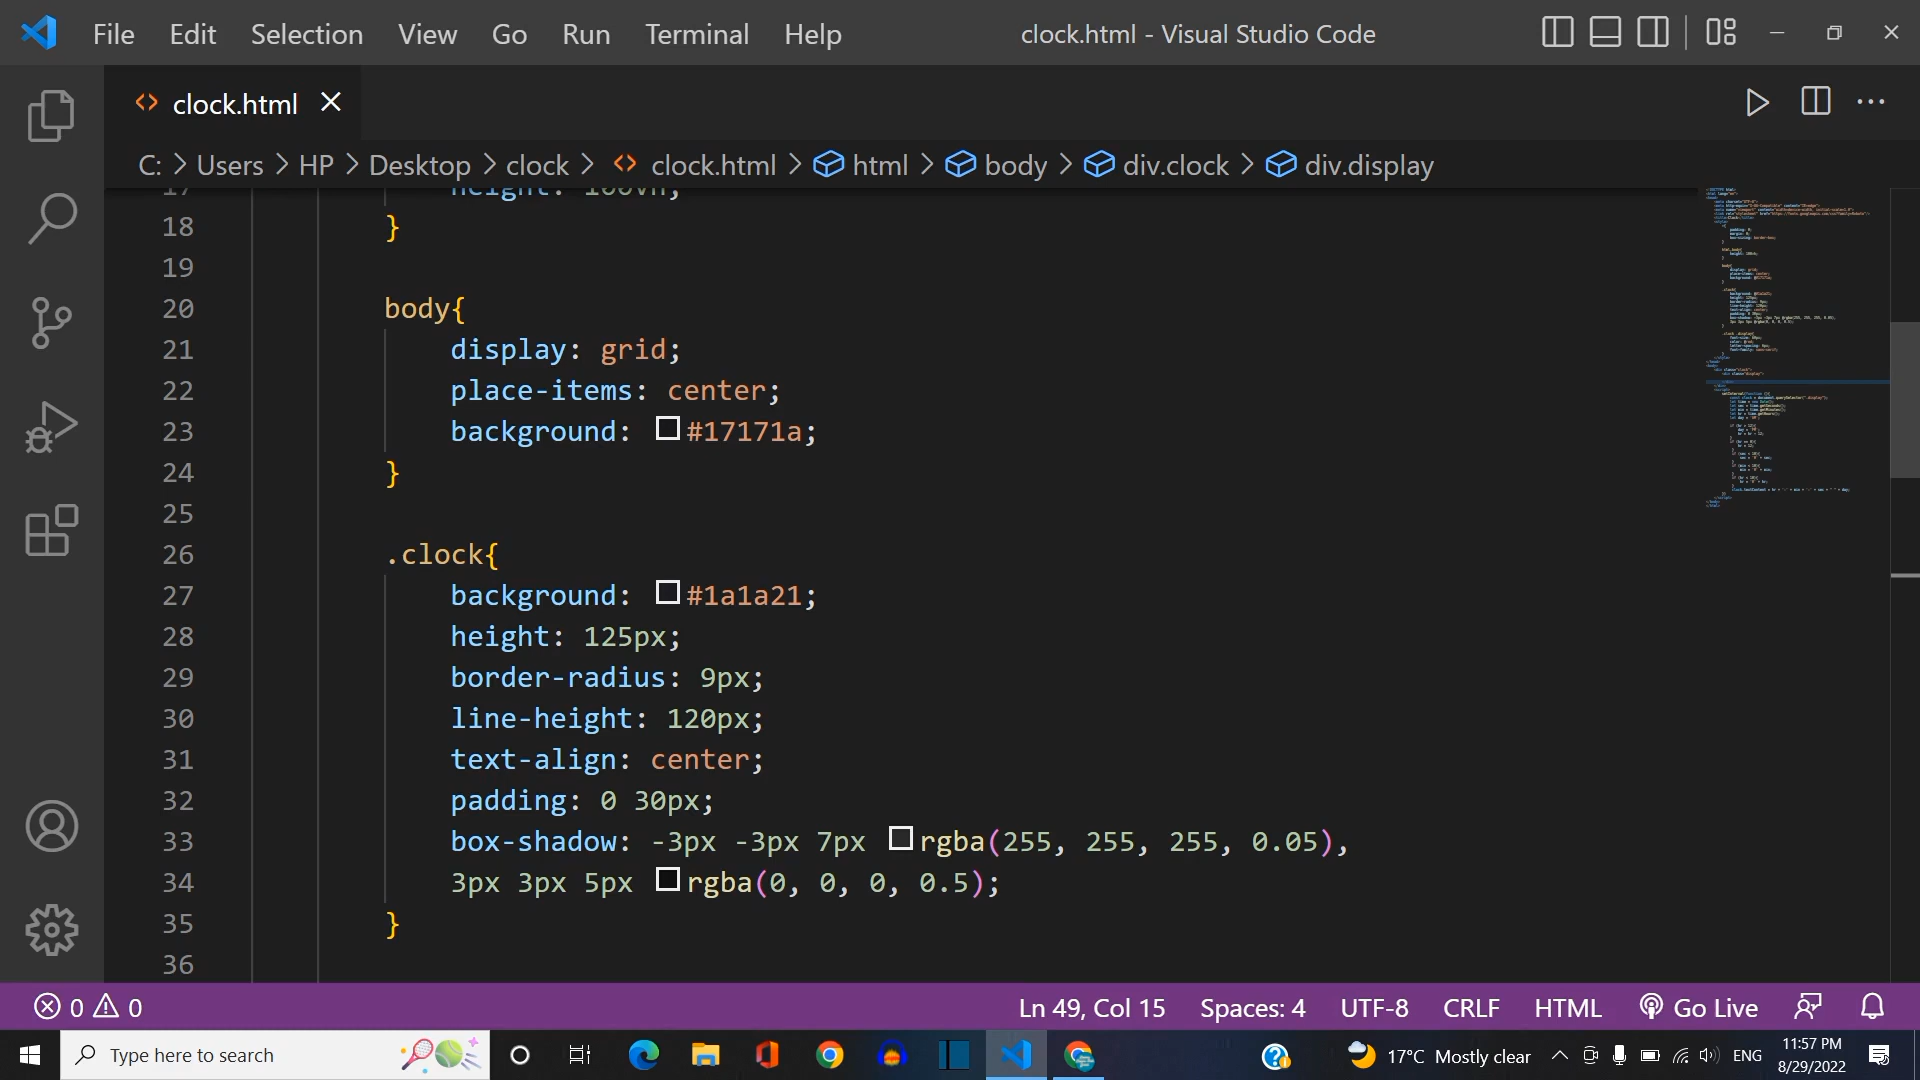 File Edit Selection View Go Run Terminal Help clock.html - Visual Studio Code
clock.html
C: > Users > HP > Desktop > clock > clock.html > html > body > div.clock > div.display
17 height: 100vh;
18 }
19
20 body{
21 display: grid;
22 place-items: center;
23 background: #17171a;
24 }
25
26 .clock{
27 background: #1a1a21;
28 height: 125px;
29 border-radius: 9px;
30 line-height: 120px;
31 text-align: center;
32 padding: 0 30px;
33 box-shadow: -3px -3px 7px rgba(255, 255, 255, 0.05),
34 3px 3px 5px rgba(0, 0, 0, 0.5);
35 }
36
0 0 Ln 49, Col 15 Spaces: 4 UTF-8 CRLF HTML Go Live
Type here to search 17°C Mostly clear ENG 11:57 PM
8/29/2022